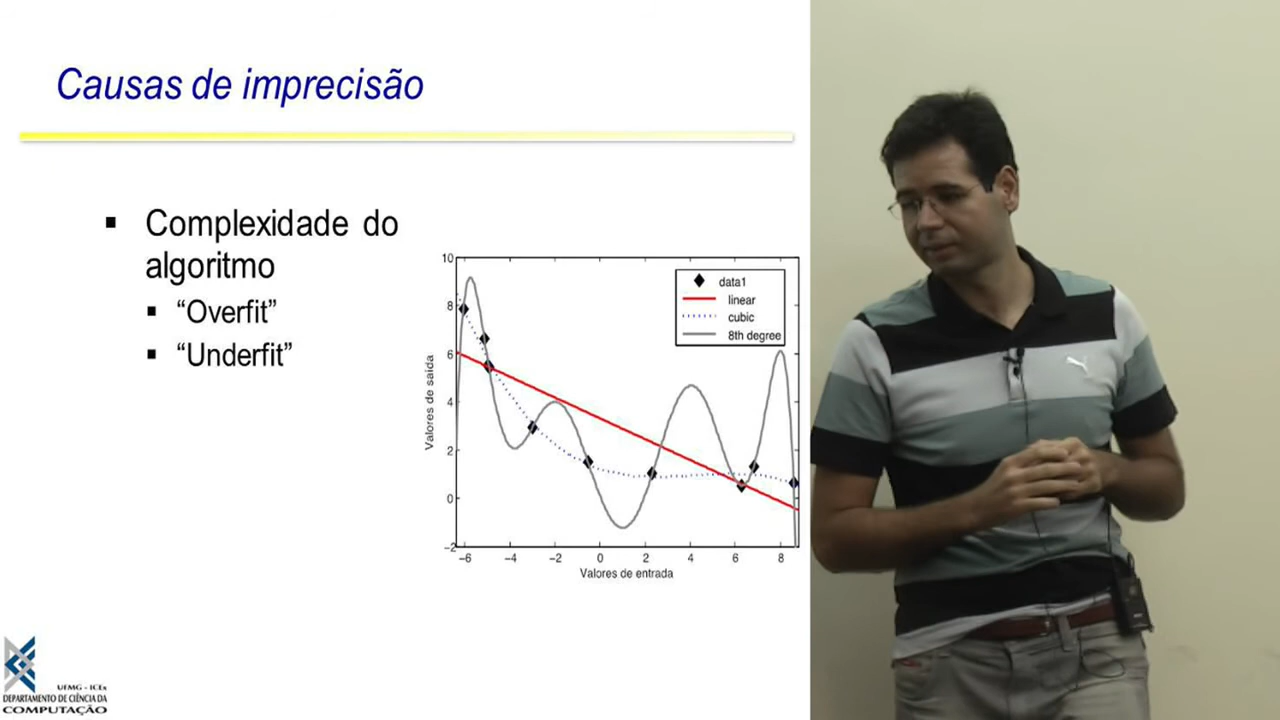 Causas de imprecisão
▪ Complexidade do
algoritmo
▪ “Overfit”
▪ “Underfit”
data1
linear
cubic
8th degree
Valores de saída
10
8
6
4
2
0
−2
−6 −4 −2 0 2 4 6 8
Valores de entrada
UFMG - ICEx
DEPARTAMENTO DE CIÊNCIA DA
COMPUTAÇÃO